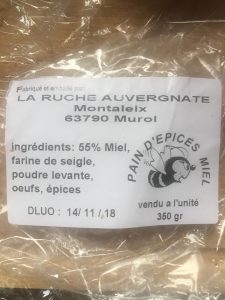 Fabriqué et emballé par:
LA RUCHE AUVERGNATE
Montaleix
63790 Murol
ingrédients: 55% Miel,
farine de seigle,
poudre levante,
oeufs, épices
PAIN D'EPICES MIEL
vendu a l'unité
350 gr
DLUO : 14/ 11 / .18